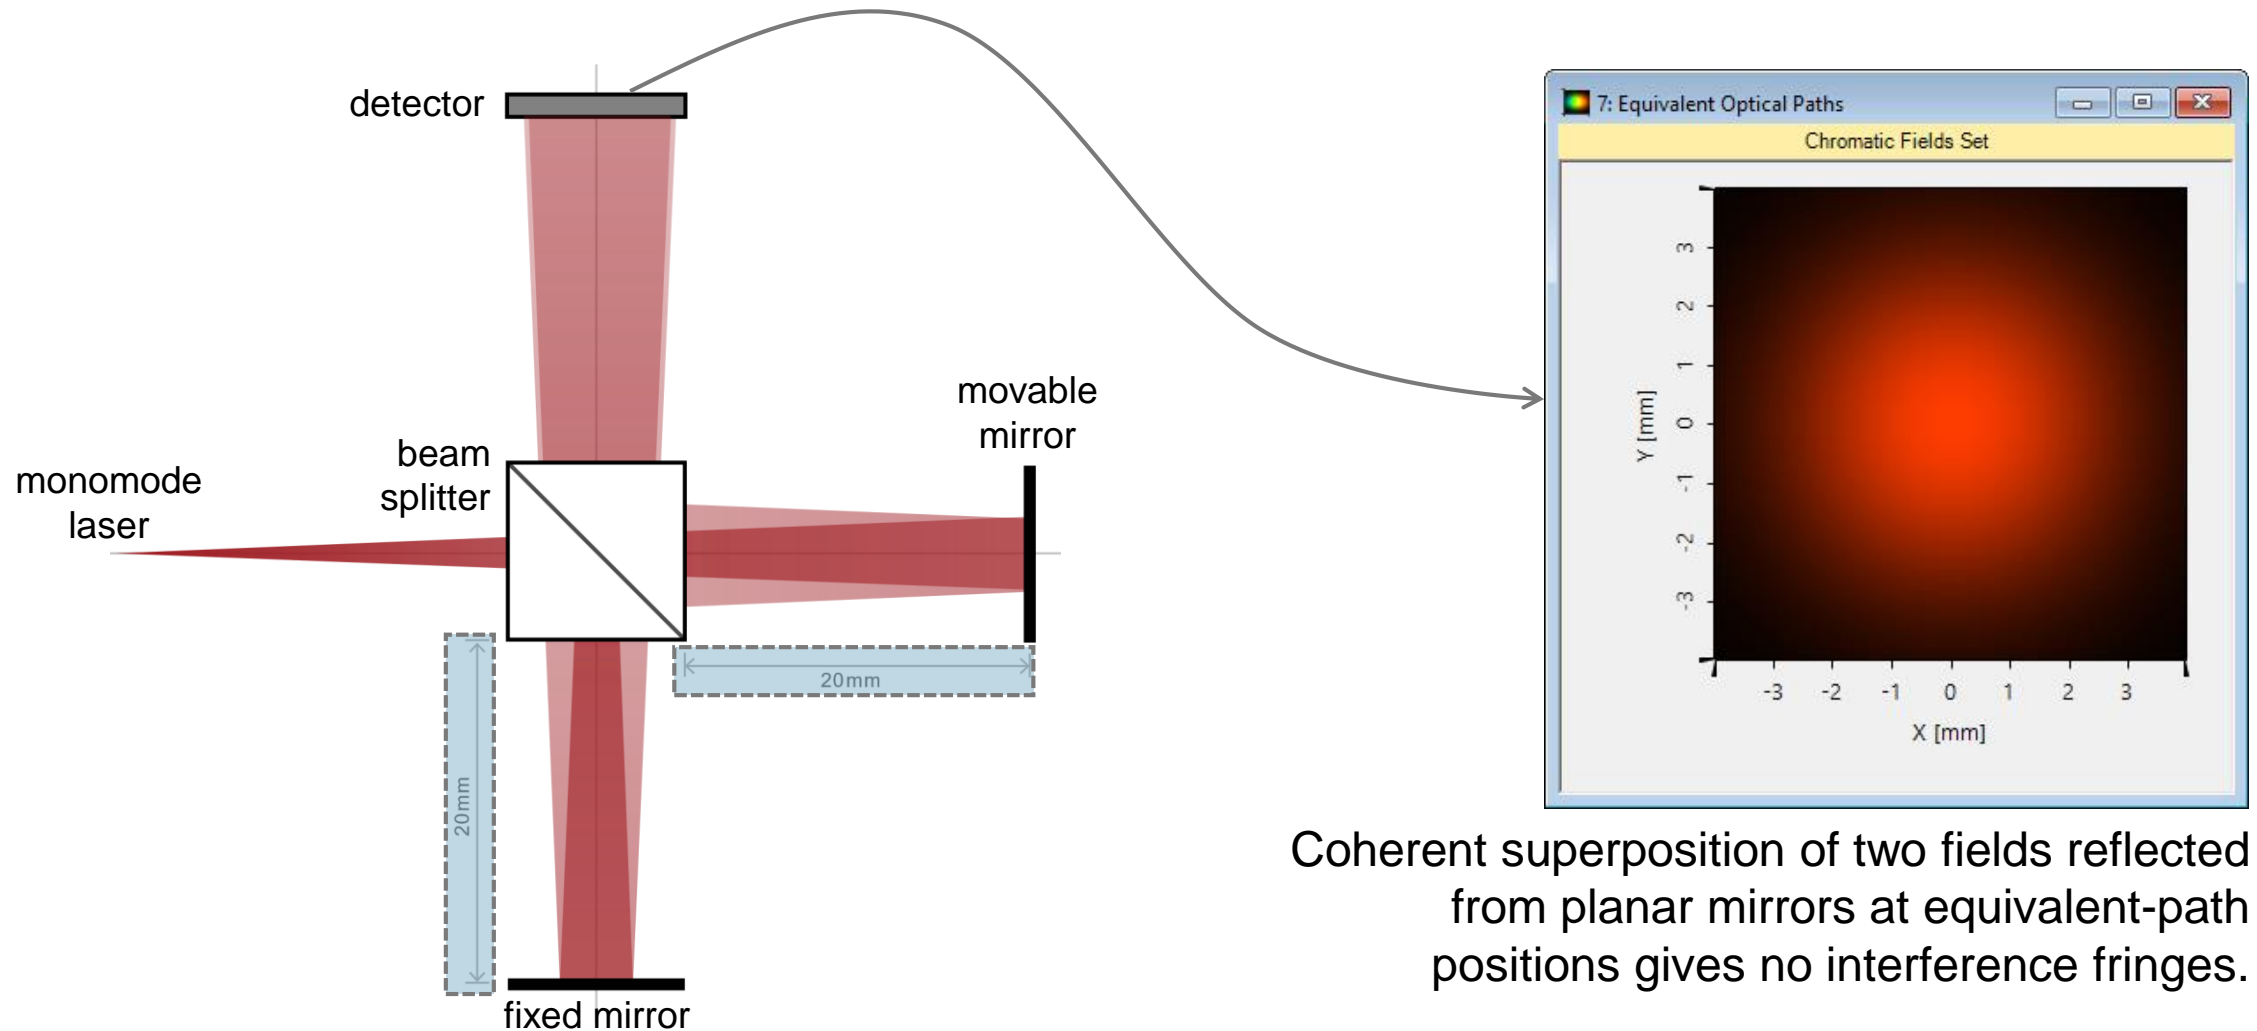 detector
movable
mirror
beam
splitter
monomode
laser
20mm
20mm
fixed mirror
7: Equivalent Optical Paths
Chromatic Fields Set
3
2
1
0
-1
-2
-3
Y [mm]
-3
-2
-1
0
1
2
3
X [mm]
Coherent superposition of two fields reflected
from planar mirrors at equivalent-path
positions gives no interference fringes.